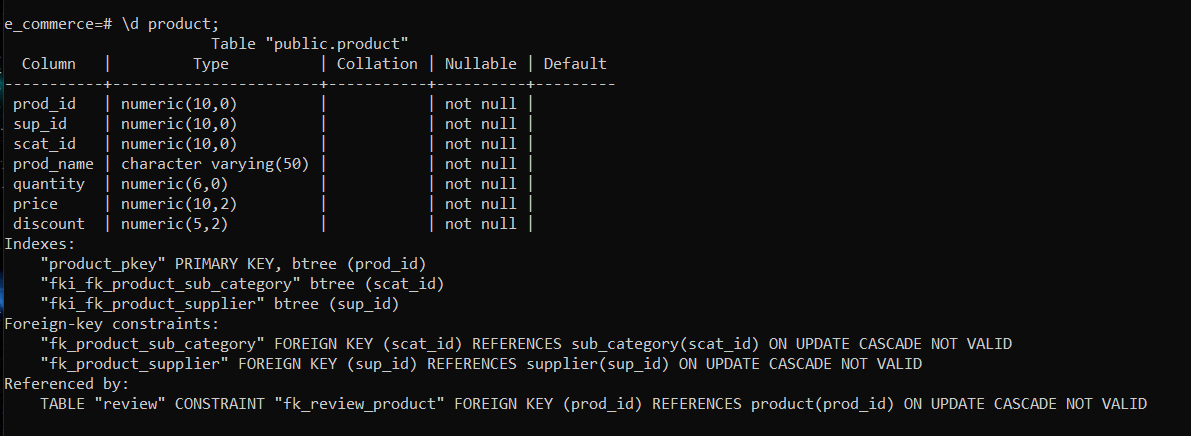 e_commerce=# \d product;
                       Table "public.product"
  Column   |         Type          | Collation | Nullable | Default
-----------+-----------------------+-----------+----------+---------
 prod_id   | numeric(10,0)         |           | not null |
 sup_id    | numeric(10,0)         |           | not null |
 scat_id   | numeric(10,0)         |           | not null |
 prod_name | character varying(50) |           | not null |
 quantity  | numeric(6,0)          |           | not null |
 price     | numeric(10,2)         |           | not null |
 discount  | numeric(5,2)          |           | not null |
Indexes:
    "product_pkey" PRIMARY KEY, btree (prod_id)
    "fki_fk_product_sub_category" btree (scat_id)
    "fki_fk_product_supplier" btree (sup_id)
Foreign-key constraints:
    "fk_product_sub_category" FOREIGN KEY (scat_id) REFERENCES sub_category(scat_id) ON UPDATE CASCADE NOT VALID
    "fk_product_supplier" FOREIGN KEY (sup_id) REFERENCES supplier(sup_id) ON UPDATE CASCADE NOT VALID
Referenced by:
    TABLE "review" CONSTRAINT "fk_review_product" FOREIGN KEY (prod_id) REFERENCES product(prod_id) ON UPDATE CASCADE NOT VALID